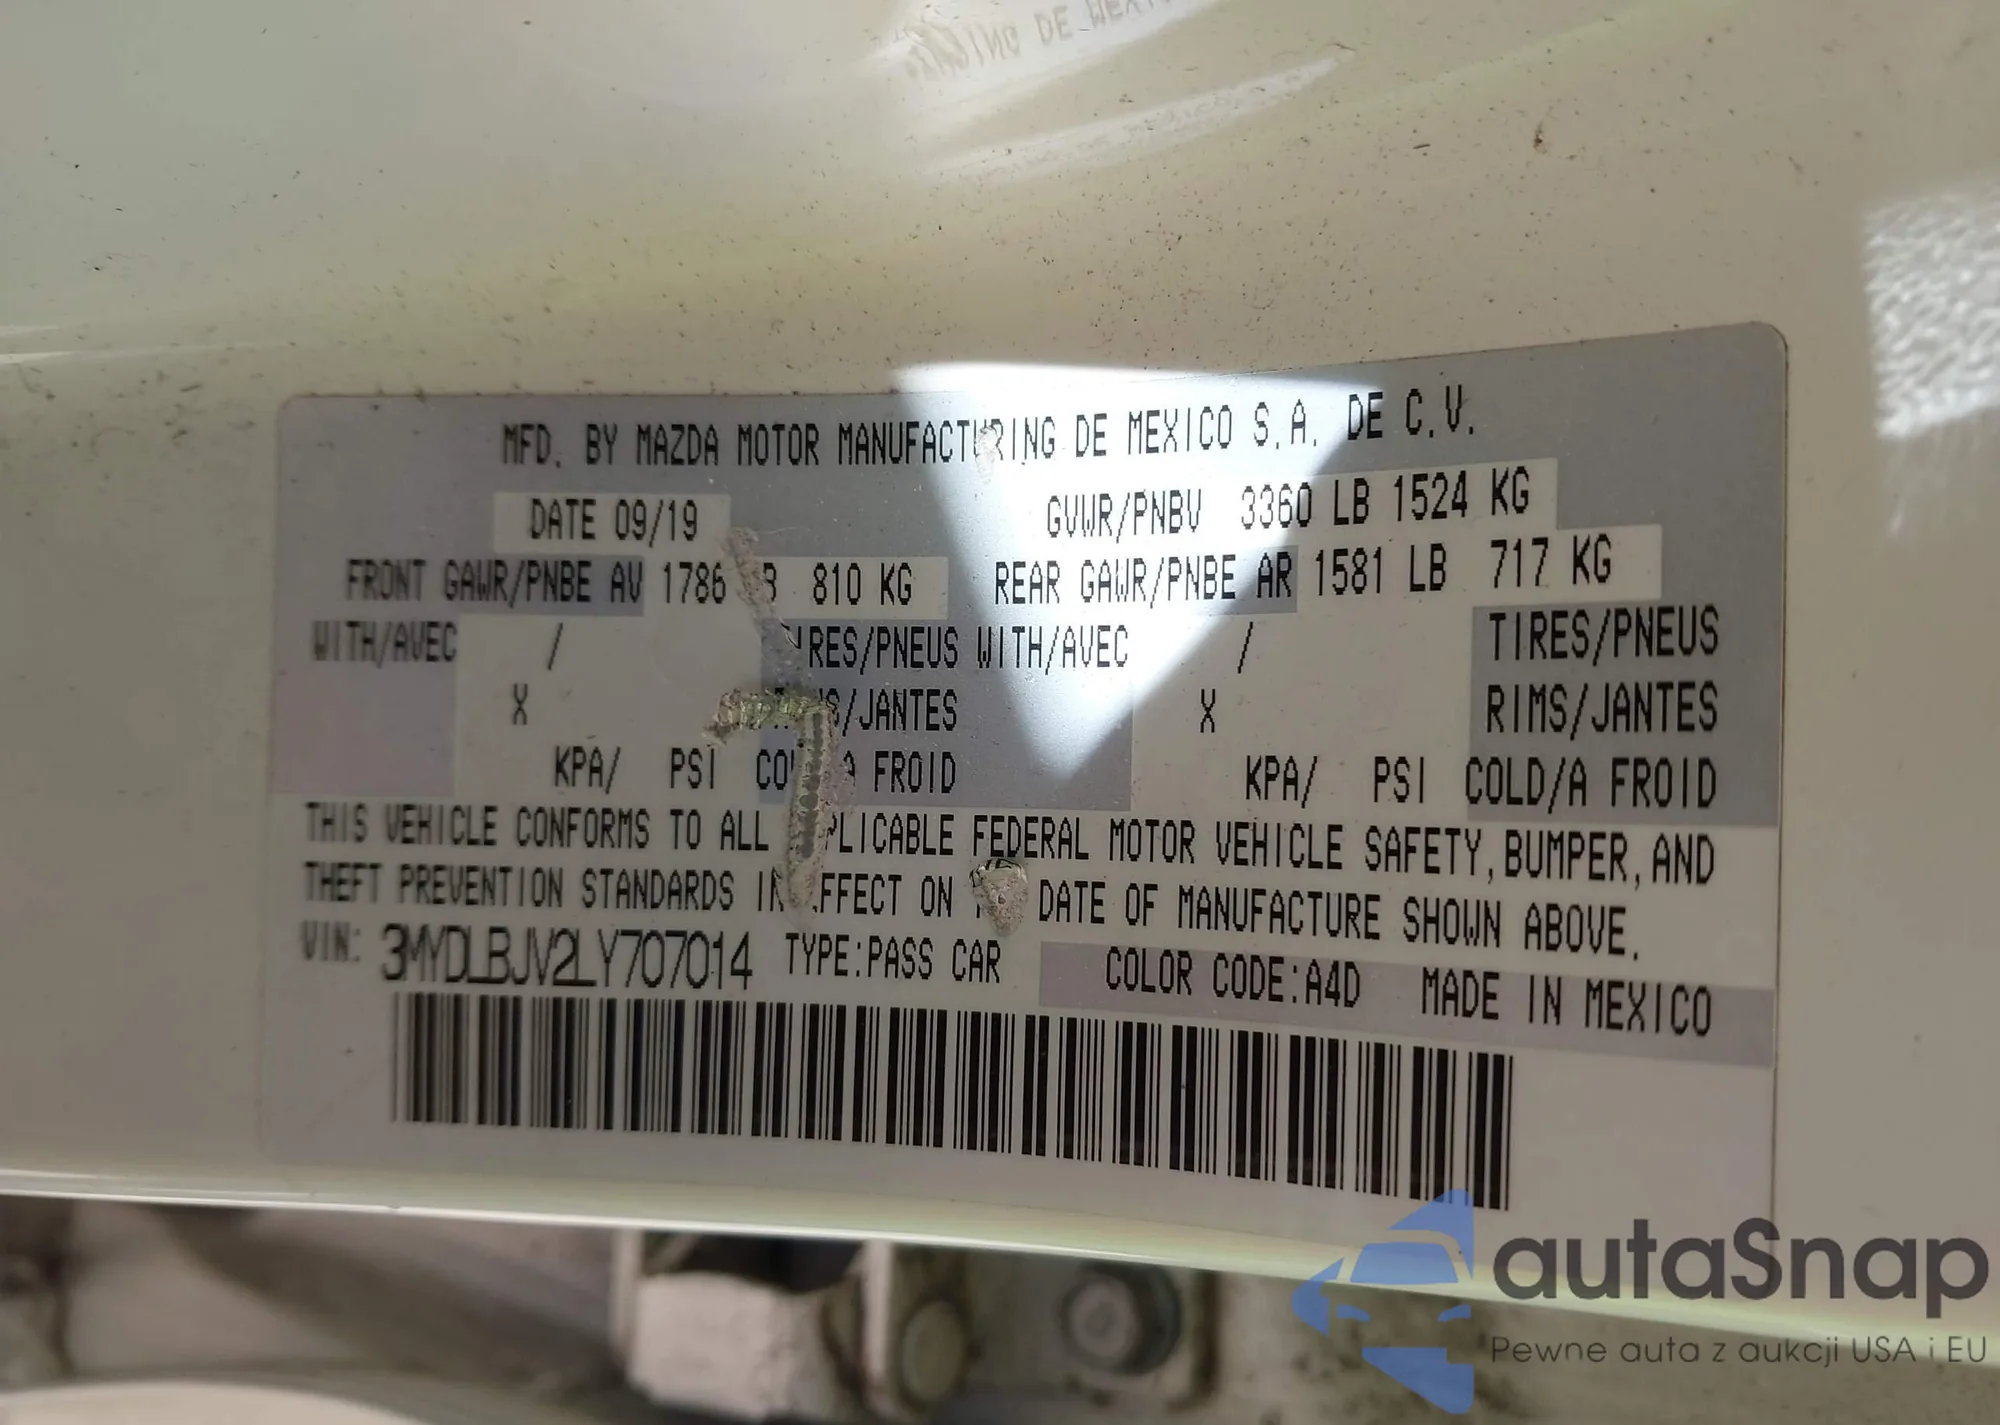 MFD. BY MAZDA MOTOR MANUFACTURING DE MEXICO S.A. DE C.V.
DATE 09/19 GVWR/PNBV 3360 LB 1524 KG
FRONT GAWR/PNBE AV 1786 810 KG REAR GAWR/PNBE AR 1581 LB 717 KG
WITH/AVEC / TIRES/PNEUS WITH/AVEC / TIRES/PNEUS
X /JANTES X RIMS/JANTES
KPA/ PSI COLD/A FROID KPA/ PSI COLD/A FROID
THIS VEHICLE CONFORMS TO ALL APPLICABLE FEDERAL MOTOR VEHICLE SAFETY, BUMPER, AND
THEFT PREVENTION STANDARDS IN EFFECT ON DATE OF MANUFACTURE SHOWN ABOVE.
VIN: 3MYDLBJV2LY707014 TYPE:PASS CAR COLOR CODE:A4D MADE IN MEXICO
autaSnap
Pewne auta z aukcji USA i EU